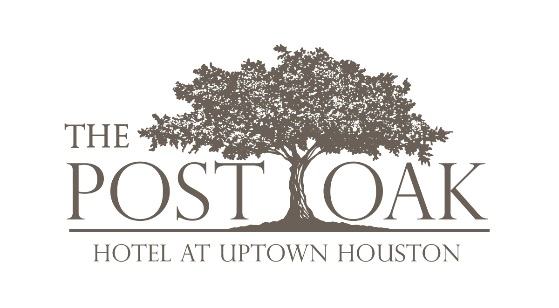 THE
POST OAK
HOTEL AT UPTOWN HOUSTON